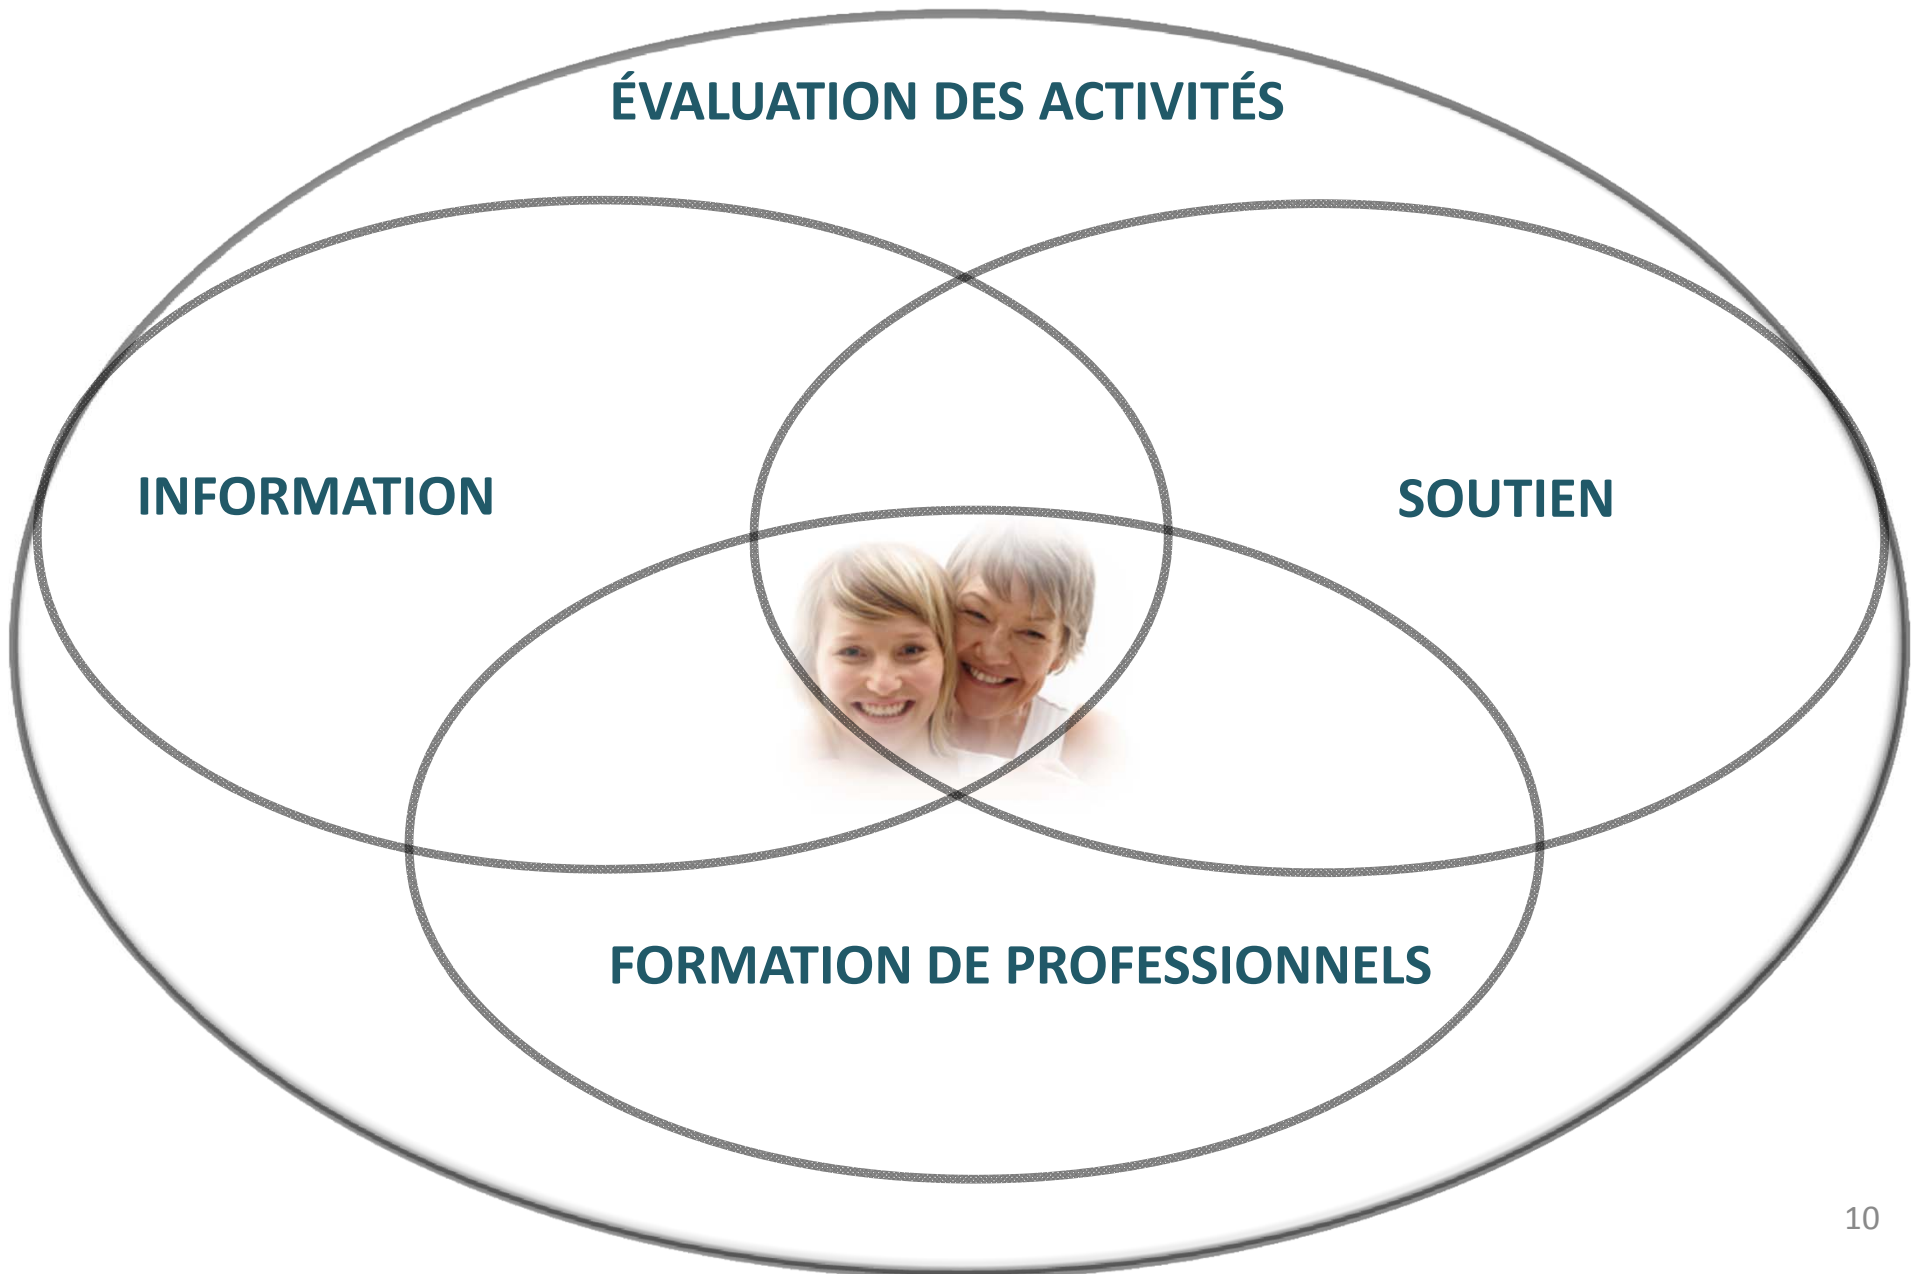 ÉVALUATION DES ACTIVITÉS
INFORMATION
SOUTIEN
FORMATION DE PROFESSIONNELS
10